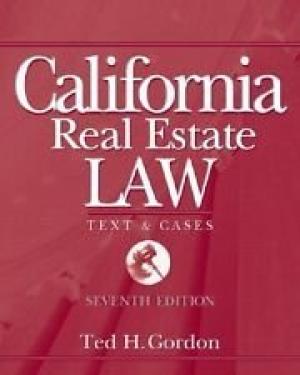 California
Real Estate
LAW
TEXT & CASES
SEVENTH EDITION
Ted H. Gordon